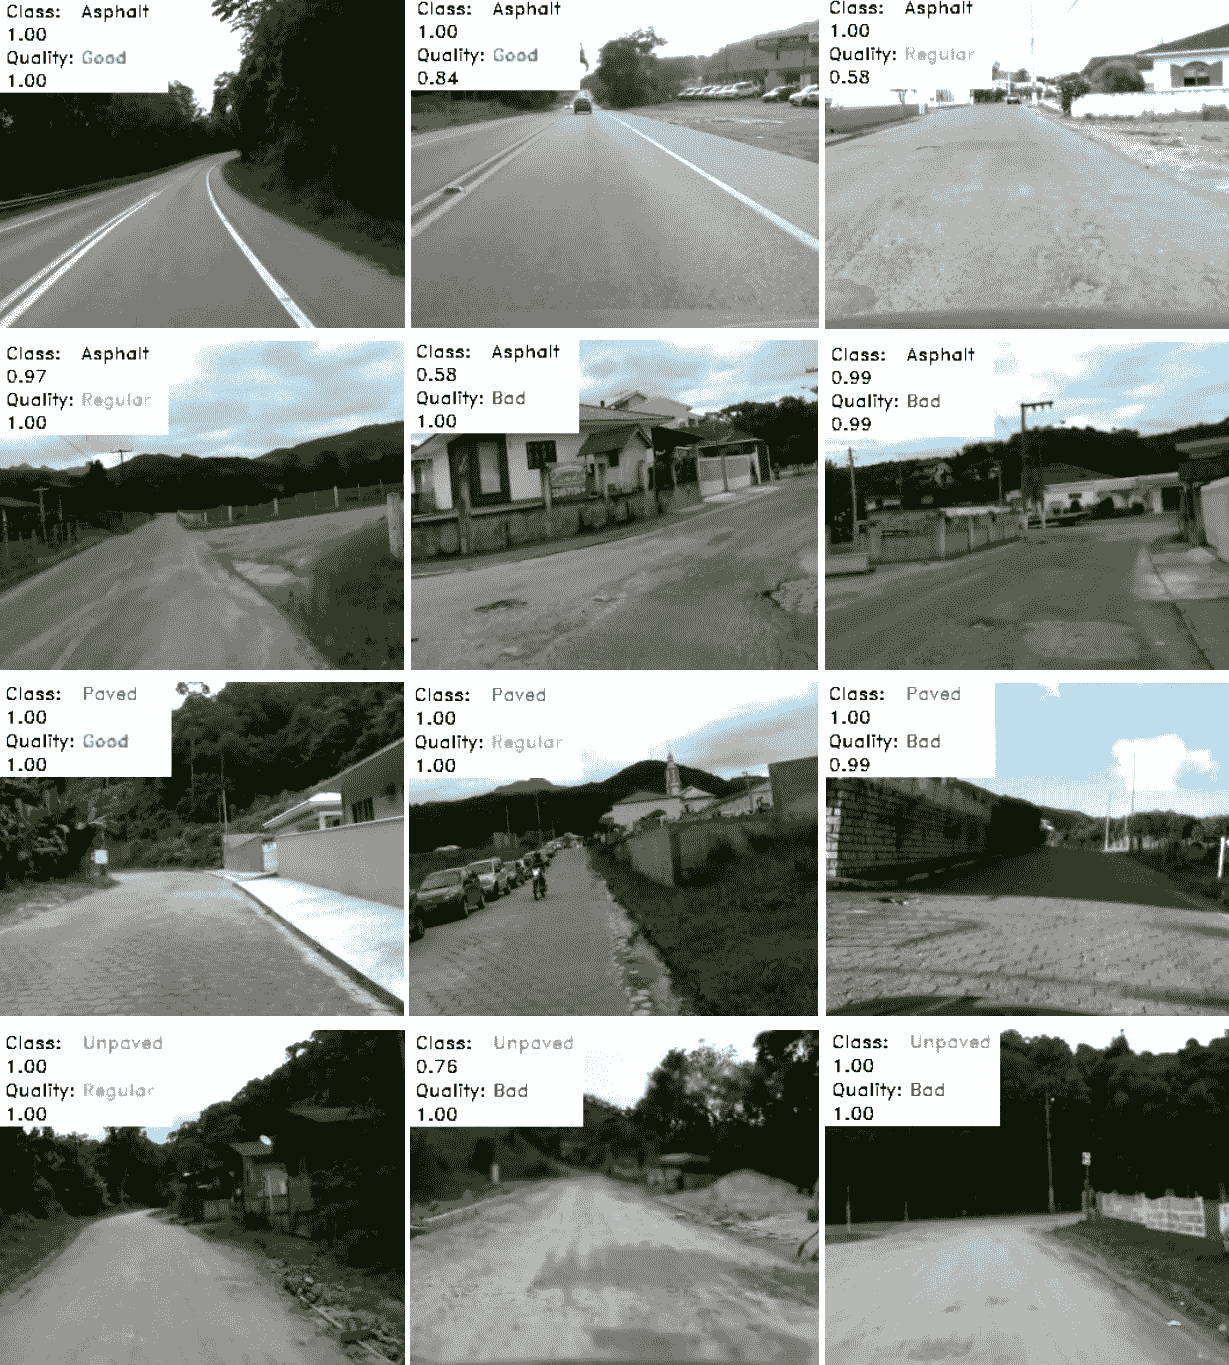 Class: Asphalt
1.00
Quality: Good
1.00
Class: Asphalt
1.00
Quality: Good
0.84
Class: Asphalt
1.00
Quality: Regular
0.58
Class: Asphalt
0.97
Quality: Regular
1.00
Class: Asphalt
0.58
Quality: Bad
1.00
Class: Asphalt
0.99
Quality: Bad
0.99
Class: Paved
1.00
Quality: Good
1.00
Class: Paved
1.00
Quality: Regular
1.00
Class: Paved
1.00
Quality: Bad
0.99
Class: Unpaved
1.00
Quality: Regular
1.00
Class: Unpaved
0.76
Quality: Bad
1.00
Class: Unpaved
1.00
Quality: Bad
1.00